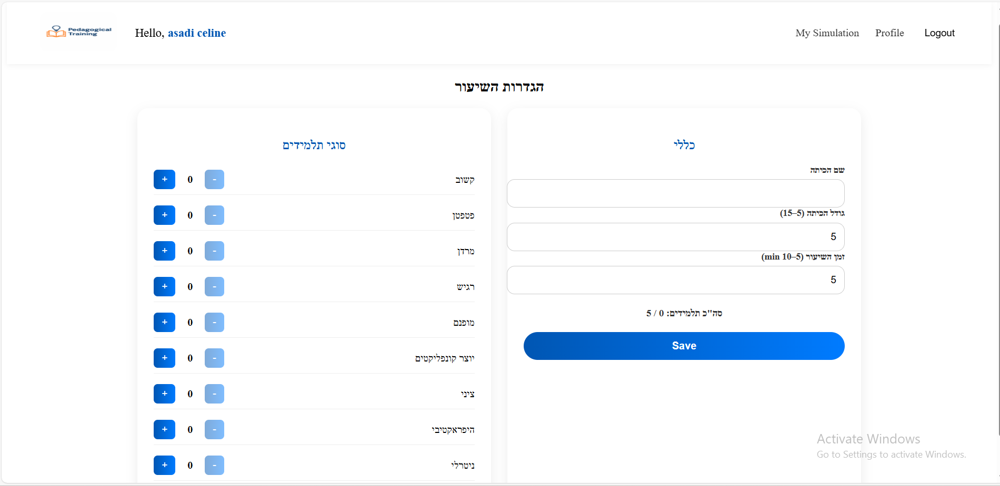 Pedagogical
Training
Hello, asadi celine
My Simulation
Profile
Logout
הגדרות השיעור
כללי
שם הכיתה
גודל הכיתה (5–15)
5
זמן השיעור (5–10 min)
5
סה"כ תלמידים: 0 / 5
Save
סוגי תלמידים
קשוב
- 0 +
פטפטן
- 0 +
מרדן
- 0 +
רגיש
- 0 +
מופנם
- 0 +
יוצר קונפליקטים
- 0 +
ציני
- 0 +
היפראקטיבי
- 0 +
ניטרלי
- 0 +
Activate Windows
Go to Settings to activate Windows.